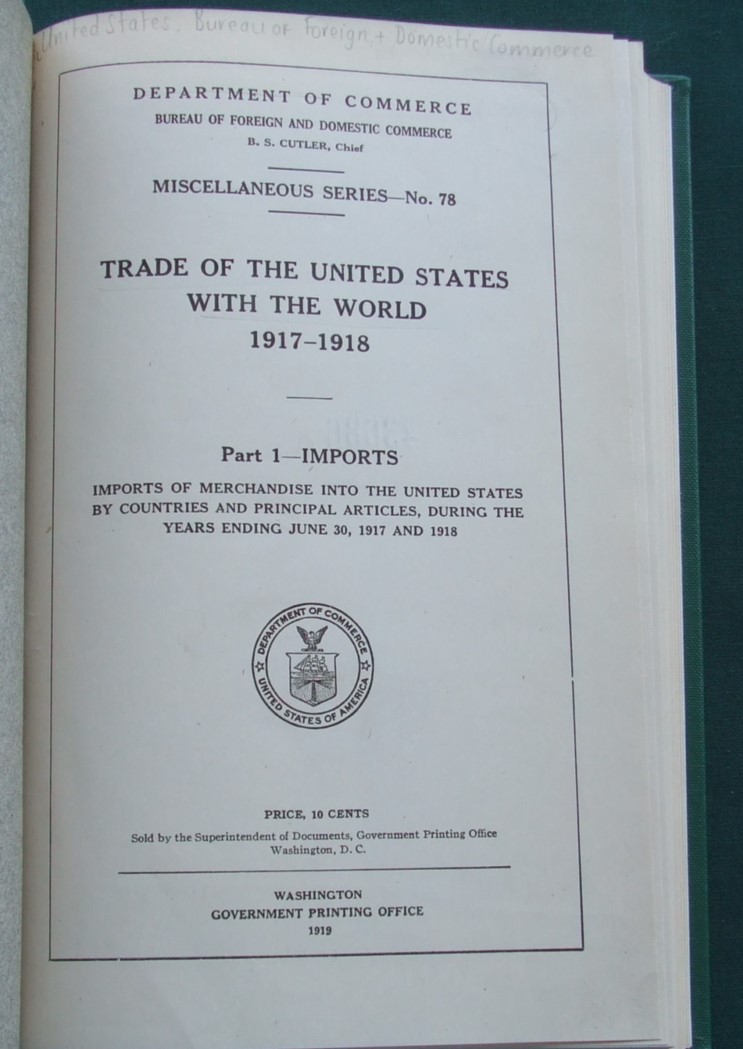 United States. Bureau of Foreign + Domestic Commerce
DEPARTMENT OF COMMERCE
BUREAU OF FOREIGN AND DOMESTIC COMMERCE
B. S. CUTLER, Chief
MISCELLANEOUS SERIES—No. 78
TRADE OF THE UNITED STATES
WITH THE WORLD
1917–1918
Part 1—IMPORTS
IMPORTS OF MERCHANDISE INTO THE UNITED STATES
BY COUNTRIES AND PRINCIPAL ARTICLES, DURING THE
YEARS ENDING JUNE 30, 1917 AND 1918
DEPARTMENT OF COMMERCE
UNITED STATES OF AMERICA
PRICE, 10 CENTS
Sold by the Superintendent of Documents, Government Printing Office
Washington, D. C.
WASHINGTON
GOVERNMENT PRINTING OFFICE
1919